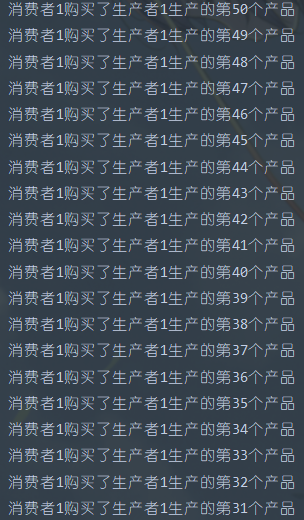 消费者1购买了生产者1生产的第50个产品
消费者1购买了生产者1生产的第49个产品
消费者1购买了生产者1生产的第48个产品
消费者1购买了生产者1生产的第47个产品
消费者1购买了生产者1生产的第46个产品
消费者1购买了生产者1生产的第45个产品
消费者1购买了生产者1生产的第44个产品
消费者1购买了生产者1生产的第43个产品
消费者1购买了生产者1生产的第42个产品
消费者1购买了生产者1生产的第41个产品
消费者1购买了生产者1生产的第40个产品
消费者1购买了生产者1生产的第39个产品
消费者1购买了生产者1生产的第38个产品
消费者1购买了生产者1生产的第37个产品
消费者1购买了生产者1生产的第36个产品
消费者1购买了生产者1生产的第35个产品
消费者1购买了生产者1生产的第34个产品
消费者1购买了生产者1生产的第33个产品
消费者1购买了生产者1生产的第32个产品
消费者1购买了生产者1生产的第31个产品